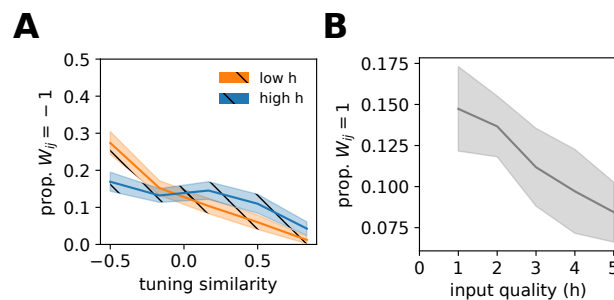 A
prop. W_ij = − 1
0.5
0.4
0.3
0.2
0.1
0.0
−0.5
0.0
0.5
tuning similarity
low h
high h
B
prop. W_ij = 1
0.175
0.150
0.125
0.100
0.075
0
1
2
3
4
5
input quality (h)